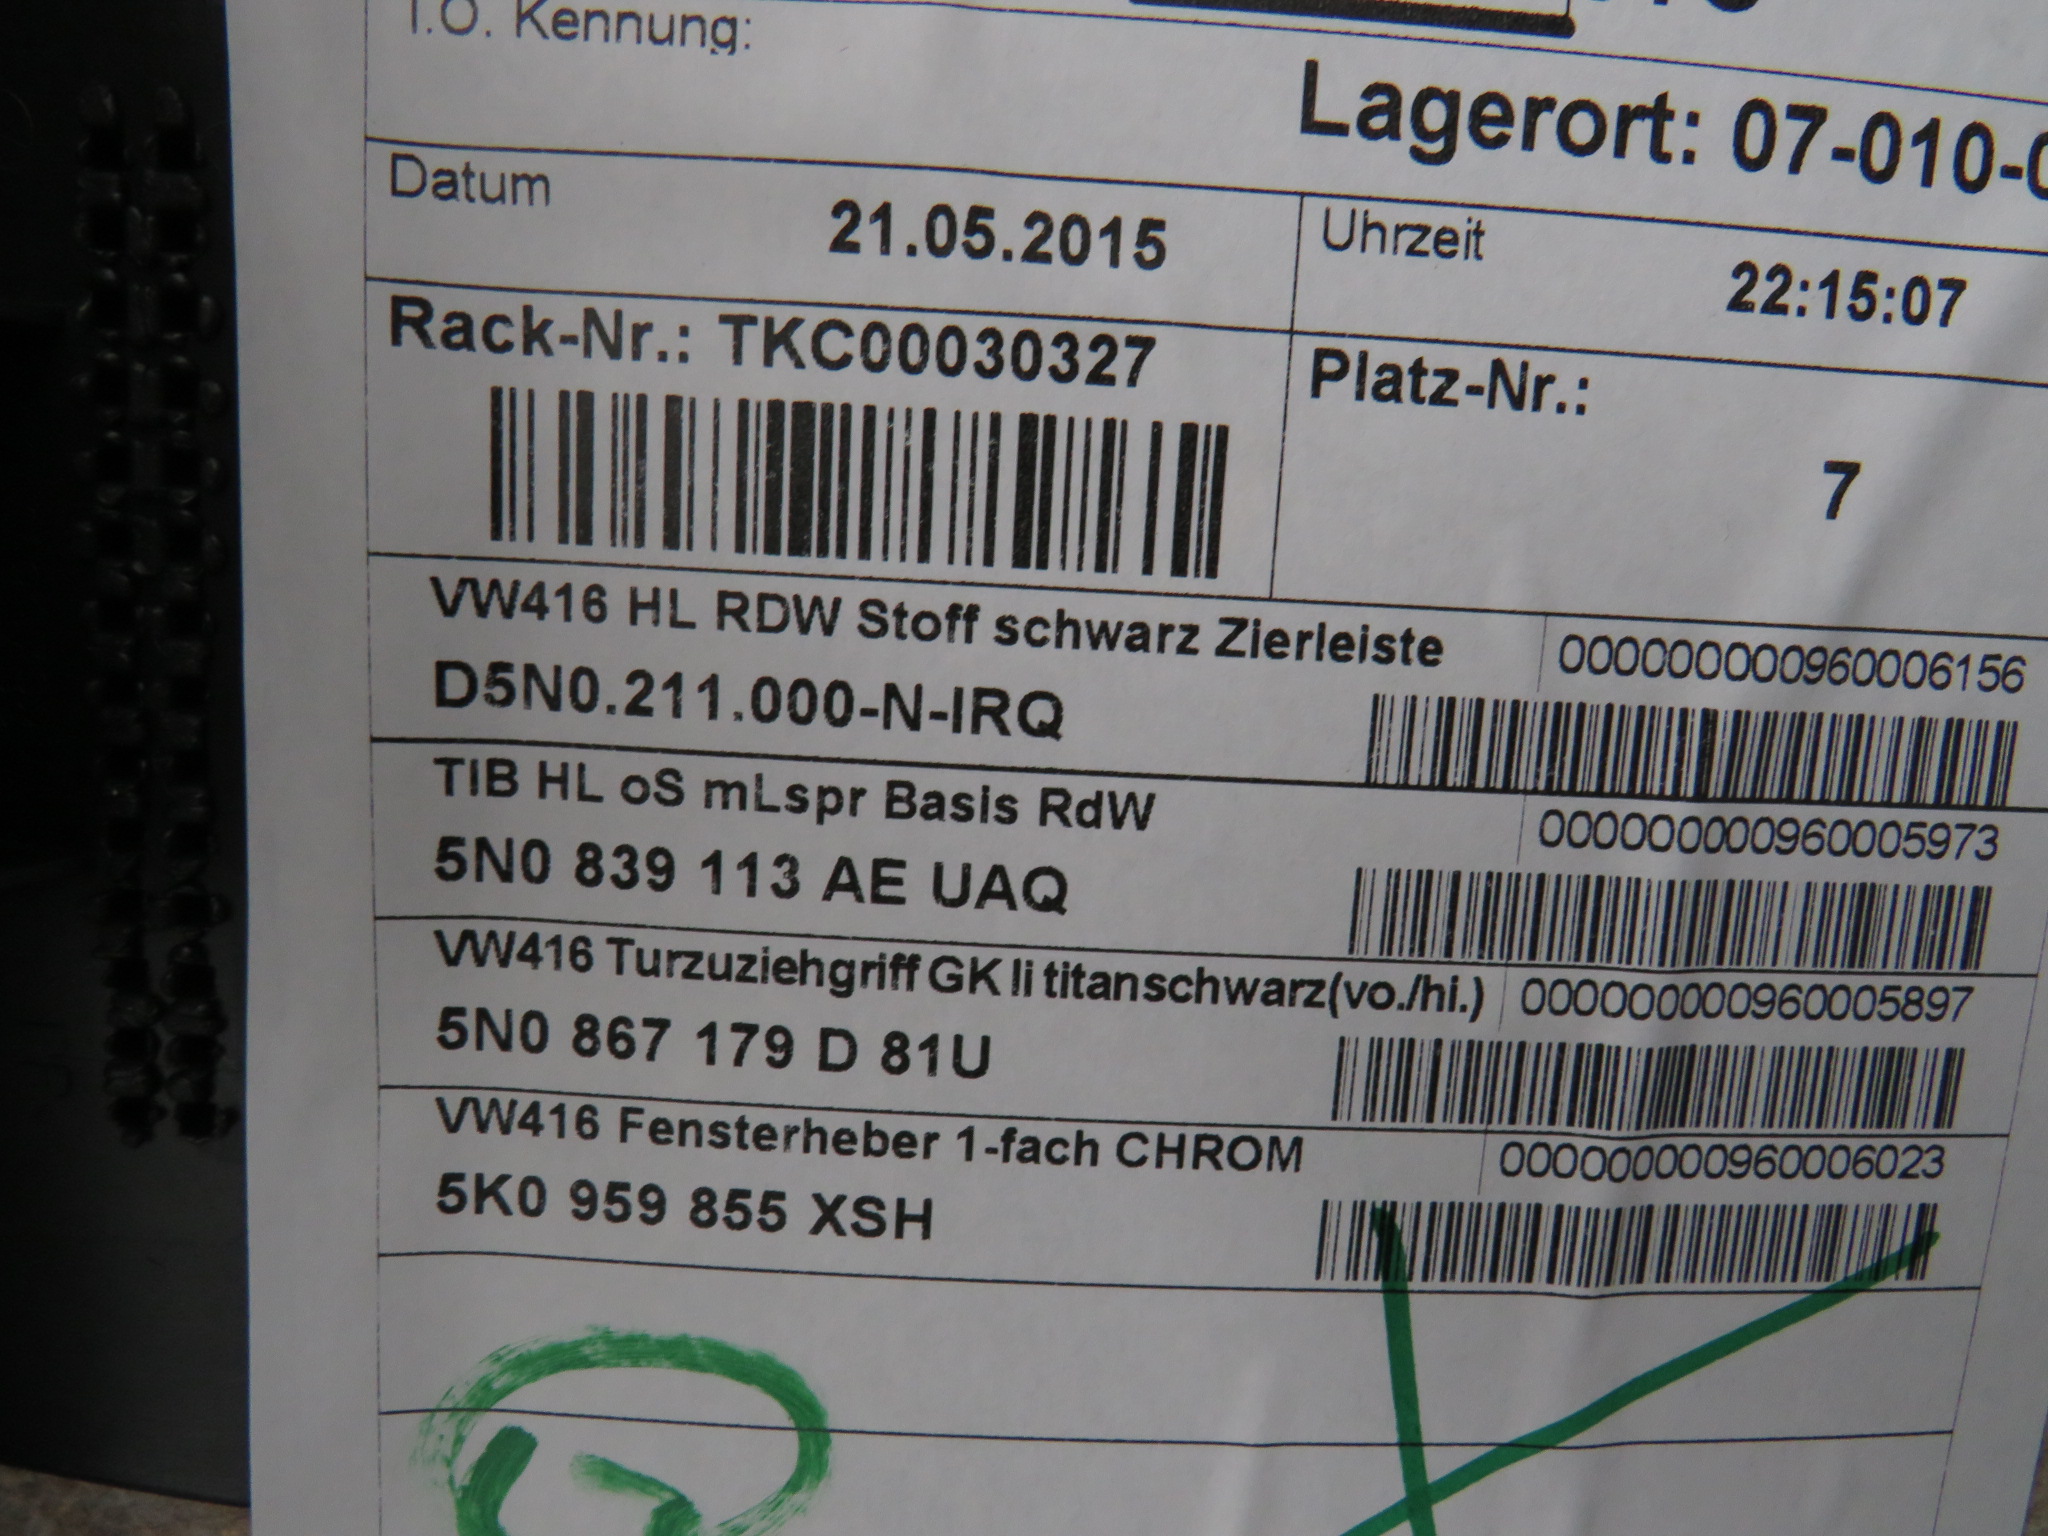 I.O. Kennung:
Lagerort: 07-010-0
Datum
21.05.2015
Uhrzeit
22:15:07
Rack-Nr.: TKC00030327
Platz-Nr.:
7
VW416 HL RDW Stoff schwarz Zierleiste
000000000960006156
D5N0.211.000-N-IRQ
TIB HL oS mLspr Basis RdW
000000000960005973
5N0 839 113 AE UAQ
VW416 Turzuziehgriff GK li titanschwarz(vo./hi.)
000000000960005897
5N0 867 179 D 81U
VW416 Fensterheber 1-fach CHROM
000000000960006023
5K0 959 855 XSH